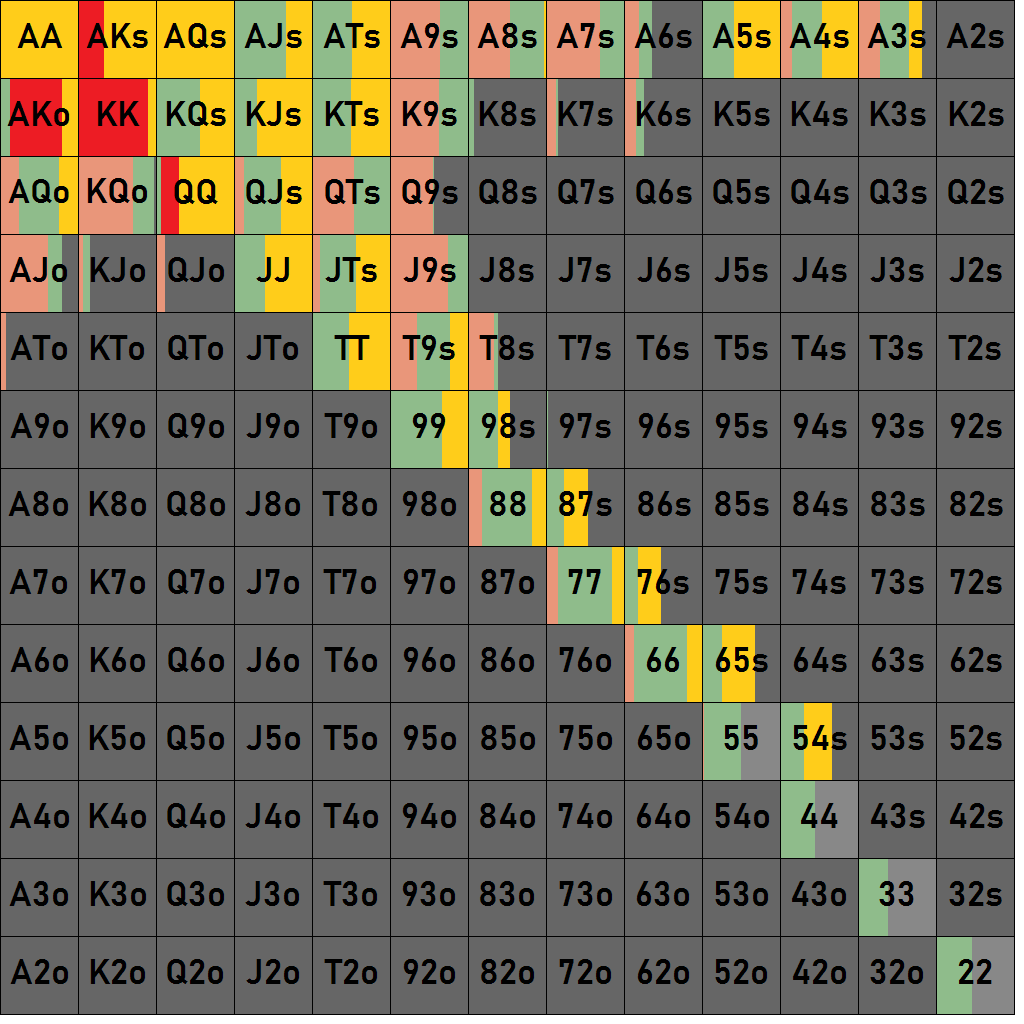 AA AKs AQs AJs ATs A9s A8s A7s A6s A5s A4s A3s A2s
AKo KK KQs KJs KTs K9s K8s K7s K6s K5s K4s K3s K2s
AQo KQo QQ QJs QTs Q9s Q8s Q7s Q6s Q5s Q4s Q3s Q2s
AJo KJo QJo JJ JTs J9s J8s J7s J6s J5s J4s J3s J2s
ATo KTo QTo JTo TT T9s T8s T7s T6s T5s T4s T3s T2s
A9o K9o Q9o J9o T9o 99 98s 97s 96s 95s 94s 93s 92s
A8o K8o Q8o J8o T8o 98o 88 87s 86s 85s 84s 83s 82s
A7o K7o Q7o J7o T7o 97o 87o 77 76s 75s 74s 73s 72s
A6o K6o Q6o J6o T6o 96o 86o 76o 66 65s 64s 63s 62s
A5o K5o Q5o J5o T5o 95o 85o 75o 65o 55 54s 53s 52s
A4o K4o Q4o J4o T4o 94o 84o 74o 64o 54o 44 43s 42s
A3o K3o Q3o J3o T3o 93o 83o 73o 63o 53o 43o 33 32s
A2o K2o Q2o J2o T2o 92o 82o 72o 62o 52o 42o 32o 22